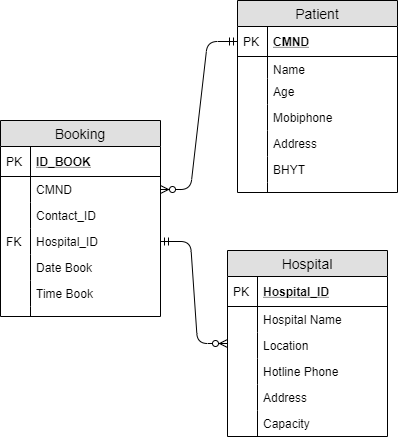 Patient
PK CMND
Name
Age
Mobiphone
Address
BHYT
Booking
PK ID_BOOK
CMND
Contact_ID
FK Hospital_ID
Date Book
Time Book
Hospital
PK Hospital_ID
Hospital Name
Location
Hotline Phone
Address
Capacity